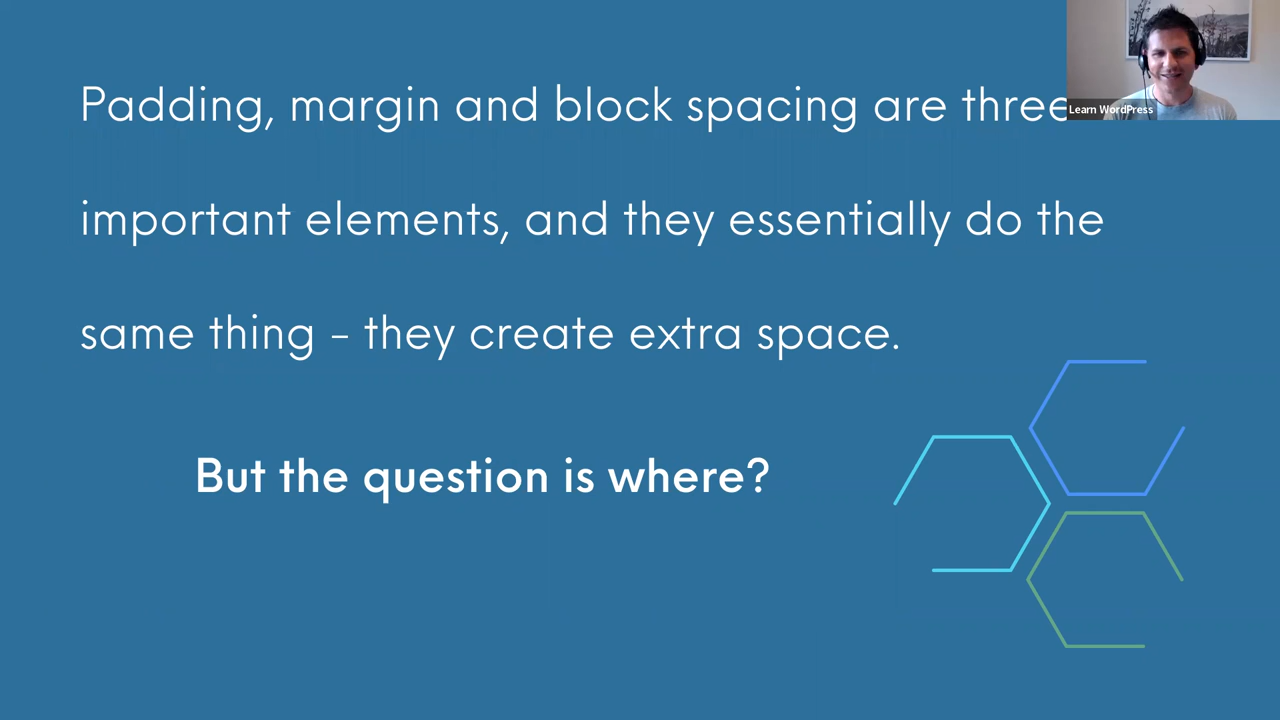 Padding, margin and block spacing are three
Learn WordPress
important elements, and they essentially do the
same thing - they create extra space.
But the question is where?